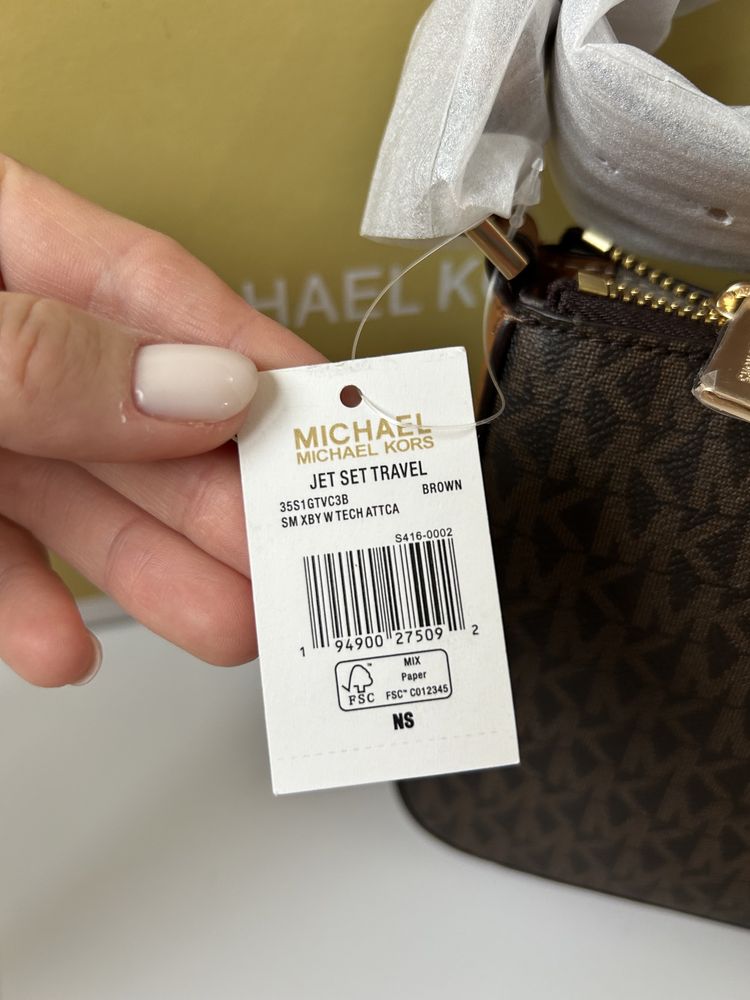 HAEL K
MICHAEL
MICHAEL KORS
JET SET TRAVEL
35S1GTVC3B BROWN
SM XBY W TECH ATTCA
S416-0002
1 94900 27509 2
FSC™
MIX
Paper
FSC™ C012345
NS